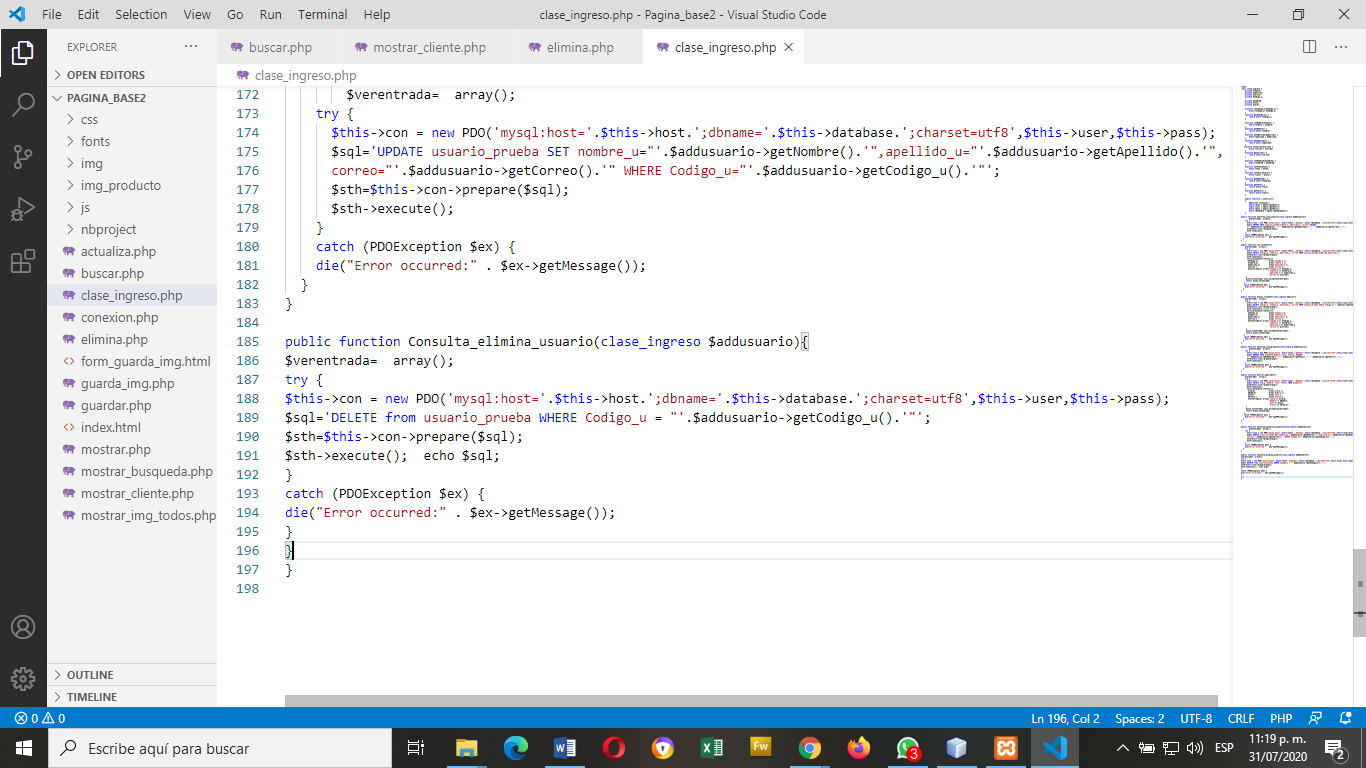 File Edit Selection View Go Run Terminal Help
clase_ingreso.php - Pagina_base2 - Visual Studio Code
EXPLORER
OPEN EDITORS
PAGINA_BASE2
css
fonts
img
img_producto
js
nbproject
actualiza.php
buscar.php
clase_ingreso.php
conexion.php
elimina.php
form_guarda_img.html
guarda_img.php
guardar.php
index.html
mostrar.php
mostrar_busqueda.php
mostrar_cliente.php
mostrar_img_todos.php
OUTLINE
TIMELINE
buscar.php mostrar_cliente.php elimina.php clase_ingreso.php
clase_ingreso.php
172 $verentrada= array();
173 try {
174 $this->con = new PDO('mysql:host='.$this->host.';dbname='.$this->database.';charset=utf8',$this->user,$this->pass);
175 $sql='UPDATE usuario_prueba SET nombre_u="'.$addusuario->getNombre().'",apellido_u="'.$addusuario->getApellido().'",
176 correo="'.$addusuario->getCorreo().'" WHERE Codigo_u="'.$addusuario->getCodigo_u().'"';
177 $sth=$this->con->prepare($sql);
178 $sth->execute();
179 }
180 catch (PDOException $ex) {
181 die("Error occurred:" . $ex->getMessage());
182 }
183 }
184
185 public function Consulta_elimina_usuario(clase_ingreso $addusuario){
186 $verentrada= array();
187 try {
188 $this->con = new PDO('mysql:host='.$this->host.';dbname='.$this->database.';charset=utf8',$this->user,$this->pass);
189 $sql='DELETE from usuario_prueba WHERE Codigo_u = "'.$addusuario->getCodigo_u().'"';
190 $sth=$this->con->prepare($sql);
191 $sth->execute(); echo $sql;
192 }
193 catch (PDOException $ex) {
194 die("Error occurred:" . $ex->getMessage());
195 }
196 }
197 }
198
0 0
Ln 196, Col 2 Spaces: 2 UTF-8 CRLF PHP
Escribe aquí para buscar
Fw
3
ESP
11:19 p. m.
31/07/2020
2